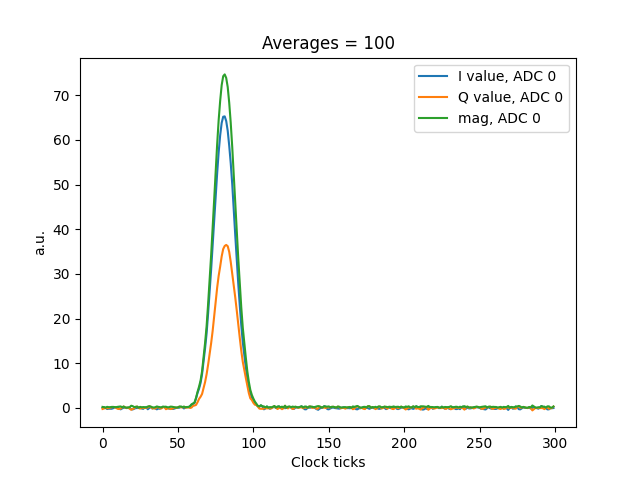 Averages = 100
I value, ADC 0
Q value, ADC 0
mag, ADC 0
a.u.
70
60
50
40
30
20
10
0
0 50 100 150 200 250 300
Clock ticks